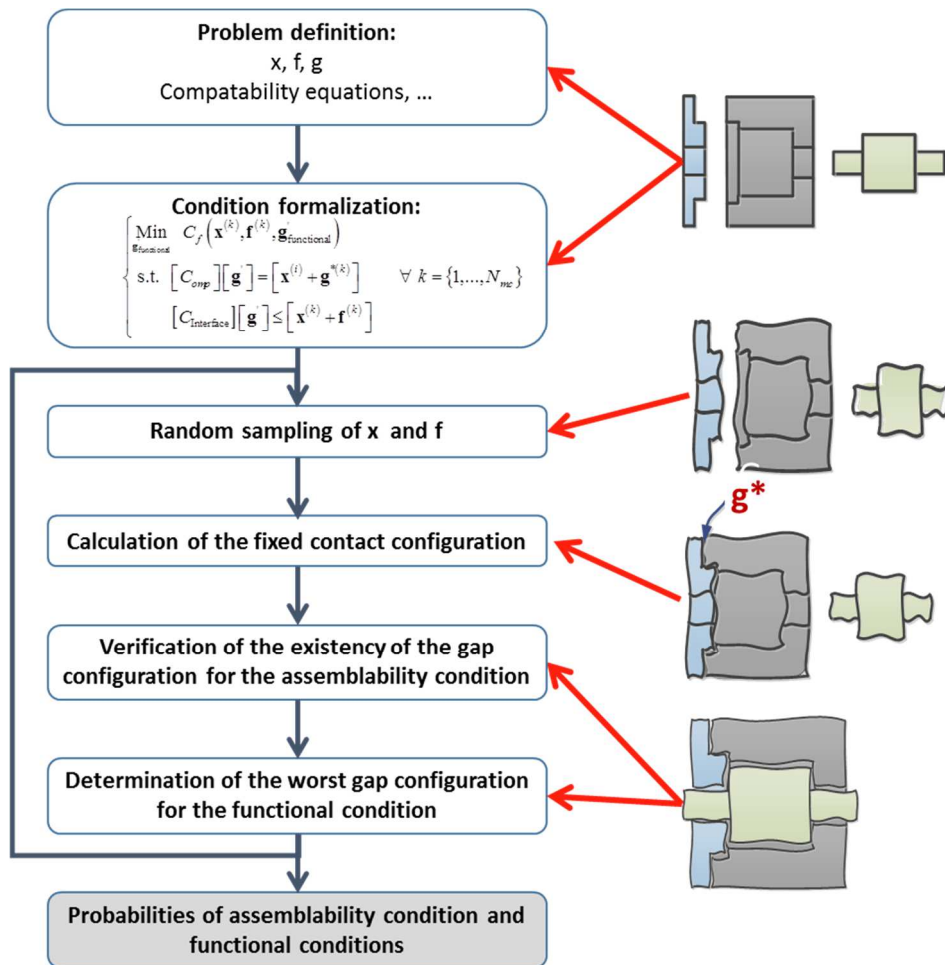 Problem definition:
x, f, g
Compatability equations, ...
Condition formalization:
Min C_f(x^(k), f^(k), g'_functional)
g_functional
s.t. [C_omp][g'] = [x^(i) + g*^(k)] ∀ k = {1,...,N_mc}
[C_Interface][g'] ≤ [x^(k) + f^(k)]
Random sampling of x and f
g*
Calculation of the fixed contact configuration
Verification of the existency of the gap
configuration for the assemblability condition
Determination of the worst gap configuration
for the functional condition
Probabilities of assemblability condition and
functional conditions